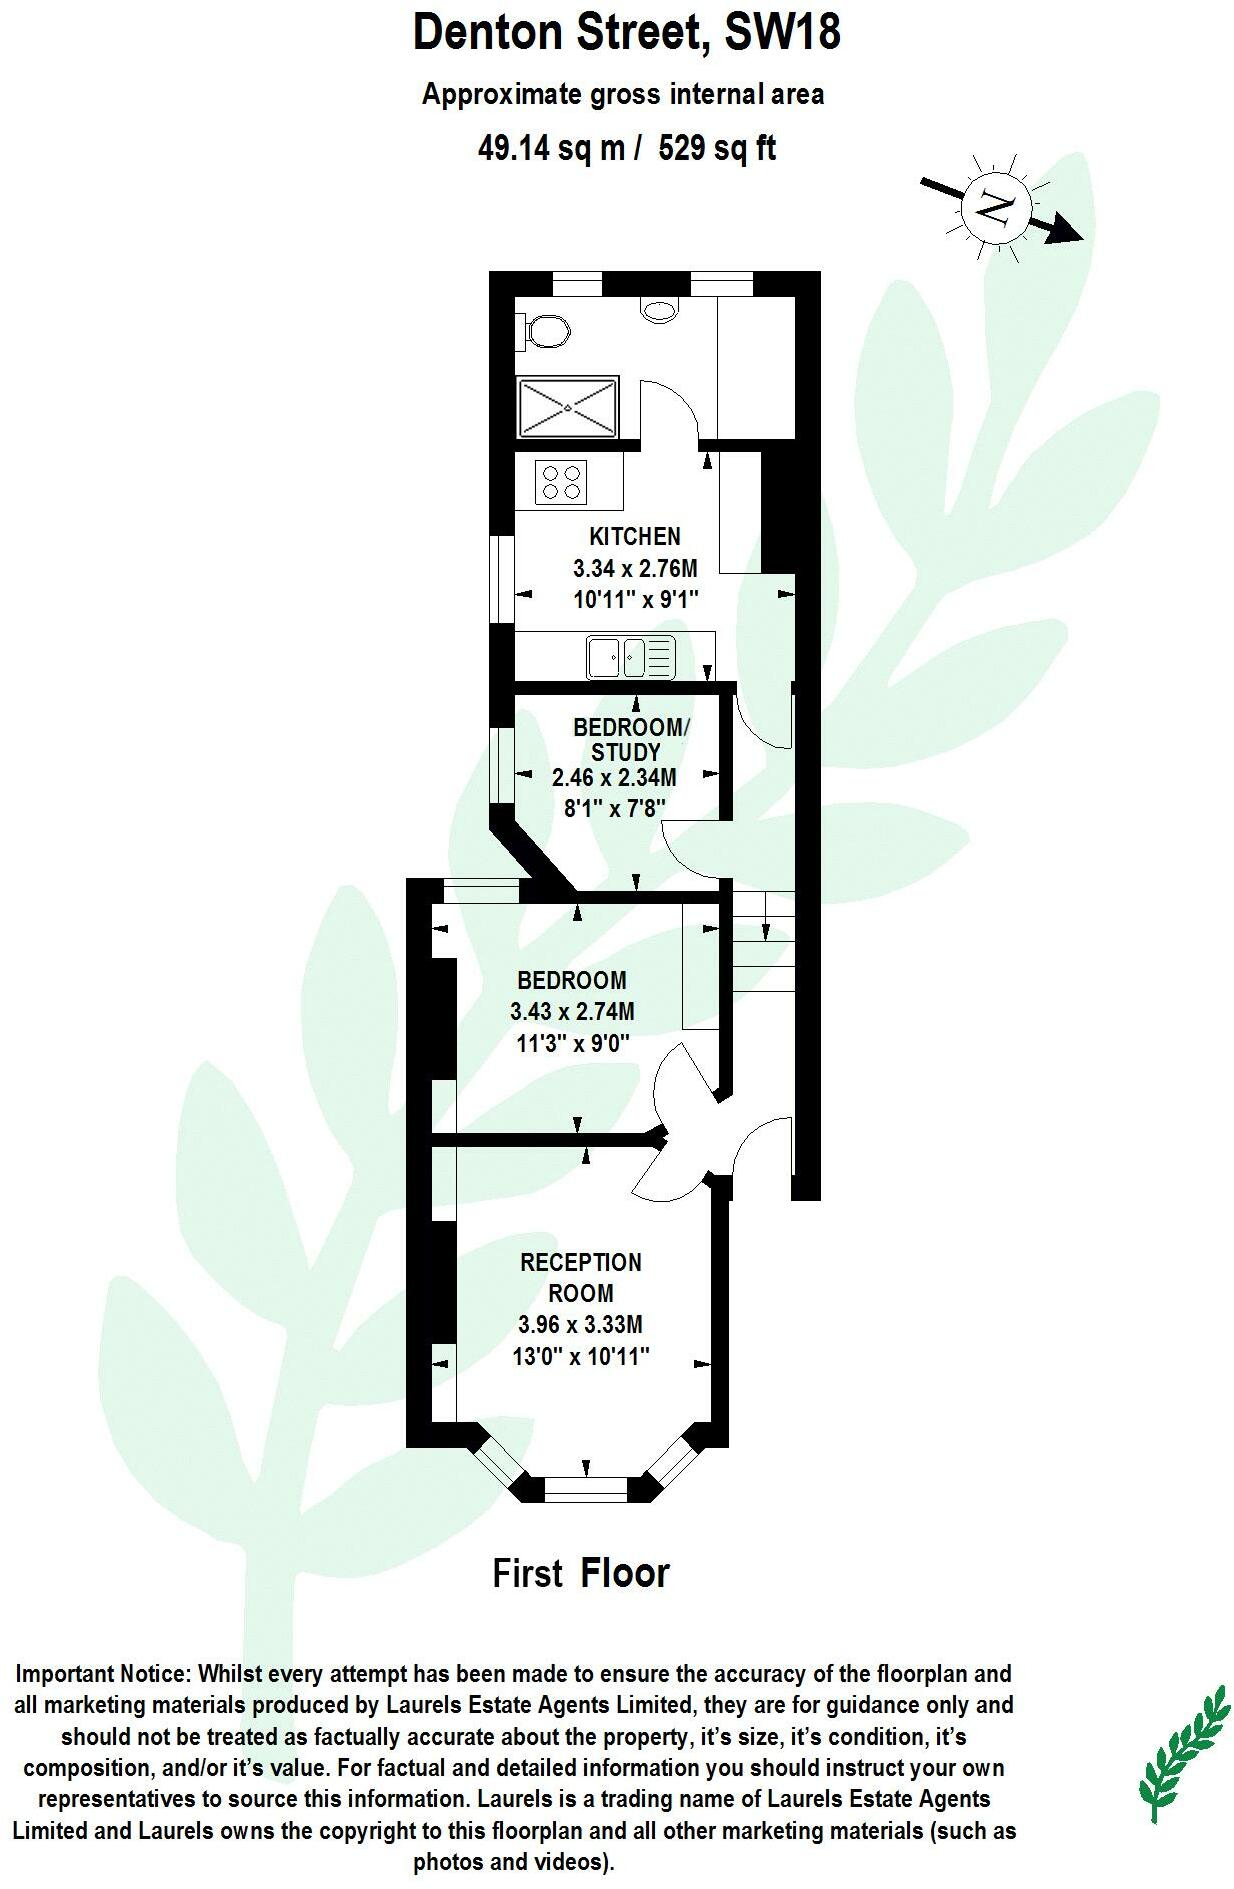 Denton Street, SW18
Approximate gross internal area
49.14 sq m / 529 sq ft
N
KITCHEN
3.34 x 2.76M
10'11" x 9'1"
BEDROOM/
STUDY
2.46 x 2.34M
8'1" x 7'8"
BEDROOM
3.43 x 2.74M
11'3" x 9'0"
RECEPTION
ROOM
3.96 x 3.33M
13'0" x 10'11"
First Floor
Important Notice: Whilst every attempt has been made to ensure the accuracy of the floorplan and
all marketing materials produced by Laurels Estate Agents Limited, they are for guidance only and
should not be treated as factually accurate about the property, it’s size, it’s condition, it’s
composition, and/or it’s value. For factual and detailed information you should instruct your own
representatives to source this information. Laurels is a trading name of Laurels Estate Agents
Limited and Laurels owns the copyright to this floorplan and all other marketing materials (such as
photos and videos).